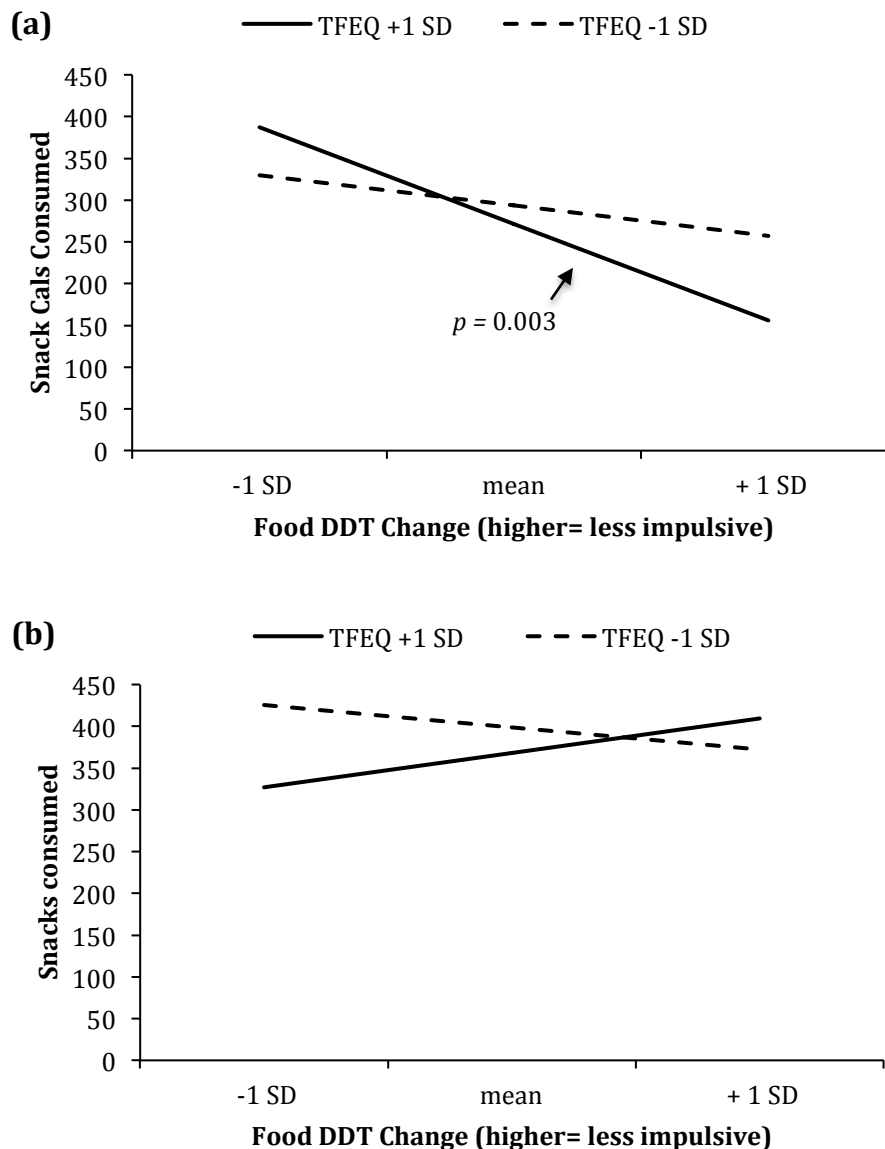 (a)
TFEQ +1 SD TFEQ -1 SD
450
400
350
300
250
200
150
100
50
0
Snack Cals Consumed
p = 0.003
-1 SD mean + 1 SD
Food DDT Change (higher= less impulsive)
(b)
TFEQ +1 SD TFEQ -1 SD
450
400
350
300
250
200
150
100
50
0
Snacks consumed
-1 SD mean + 1 SD
Food DDT Change (higher= less impulsive)